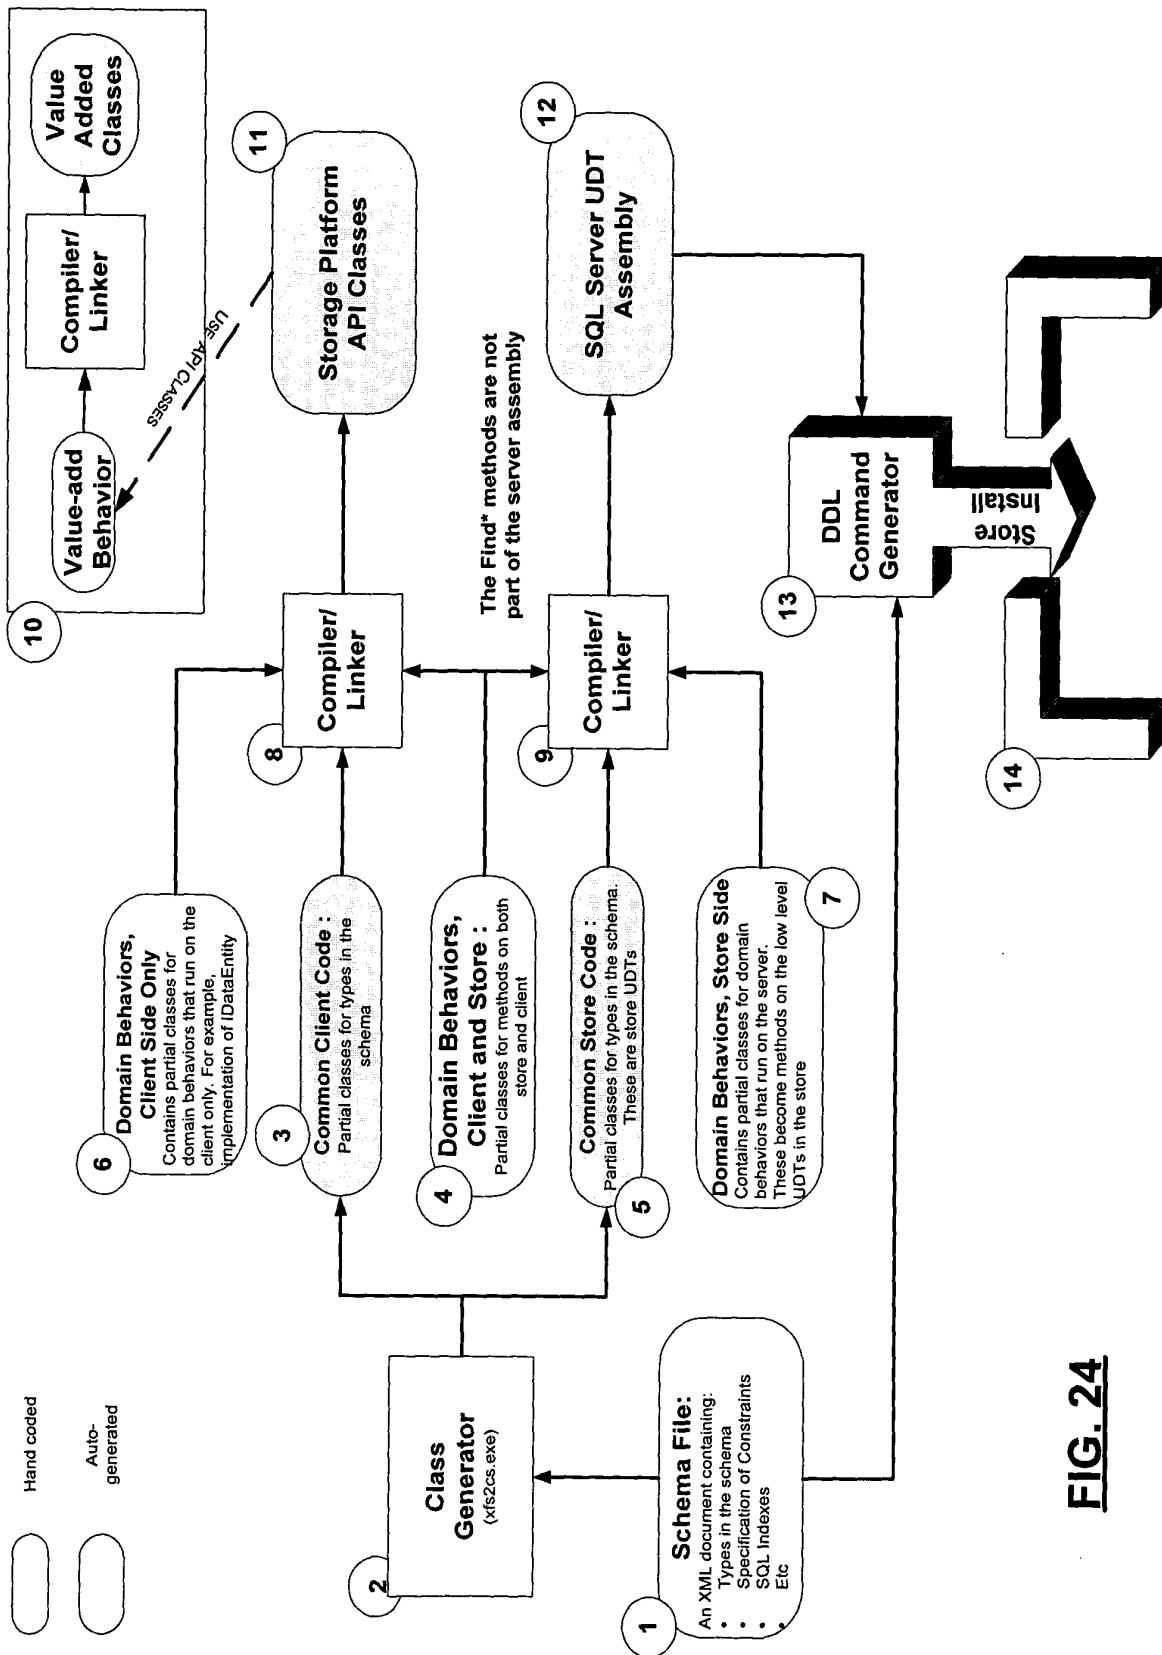 Hand coded
Auto-
generated
10
Value-add
Behavior
Compiler/
Linker
Value
Added
Classes
USE API CLASSES
6
Domain Behaviors,
Client Side Only
Contains partial classes for
domain behaviors that run on the
client only. For example,
implementation of IDataEntity
3
Common Client Code :
Partial classes for types in the
schema
8
Compiler/
Linker
11
Storage Platform
API Classes
2
Class
Generator
(xfs2cs.exe)
4
Domain Behaviors,
Client and Store :
Partial classes for methods on both
store and client
The Find* methods are not
part of the server assembly
5
Common Store Code :
Partial classes for types in the schema.
These are store UDTs
9
Compiler/
Linker
12
SQL Server UDT
Assembly
1
Schema File:
An XML document containing:
• Types in the schema
• Specification of Constraints
• SQL Indexes
• Etc
7
Domain Behaviors, Store Side
Contains partial classes for domain
behaviors that run on the server.
These become methods on the low level
UDTs in the store
13
DDL
Command
Generator
Store
Install
14
FIG. 24